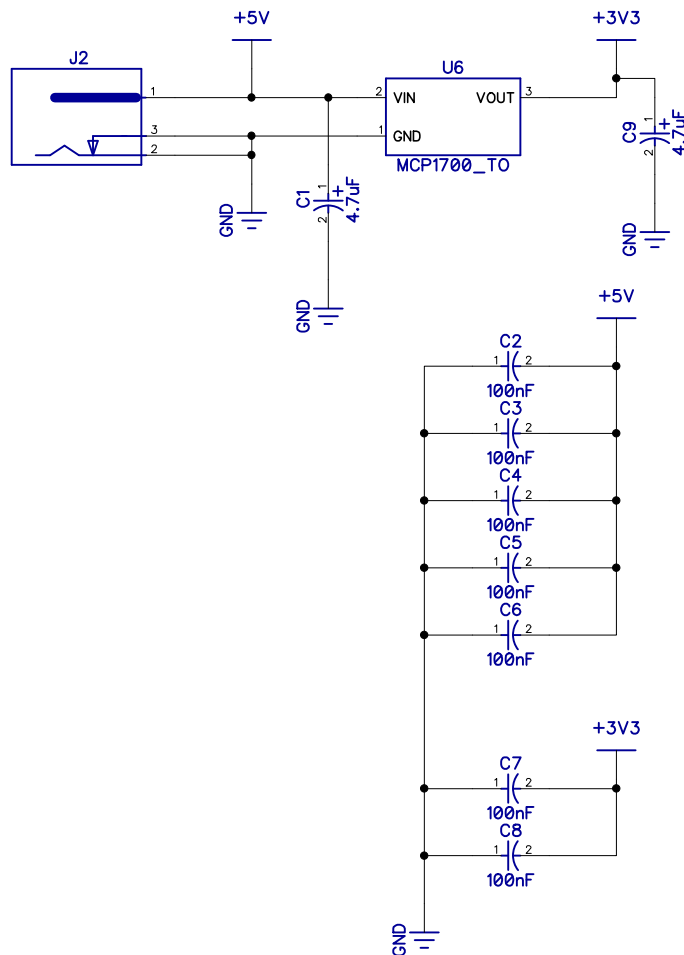 +5V
+3V3
J2
1
3
2
U6
2
VIN
VOUT
3
1
GND
MCP1700_TO
GND
C1
1
+
2
4.7uF
GND
C9
1
+
2
4.7uF
GND
+5V
C2
1
2
100nF
C3
1
2
100nF
C4
1
2
100nF
C5
1
2
100nF
C6
1
2
100nF
+3V3
C7
1
2
100nF
C8
1
2
100nF
GND